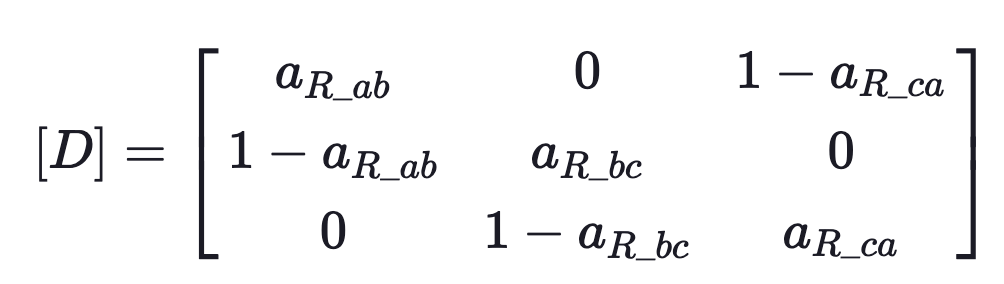 a_{R_ab} 0 1 − a_{R_ca}
[D] = 1 − a_{R_ab} a_{R_bc} 0
0 1 − a_{R_bc} a_{R_ca}